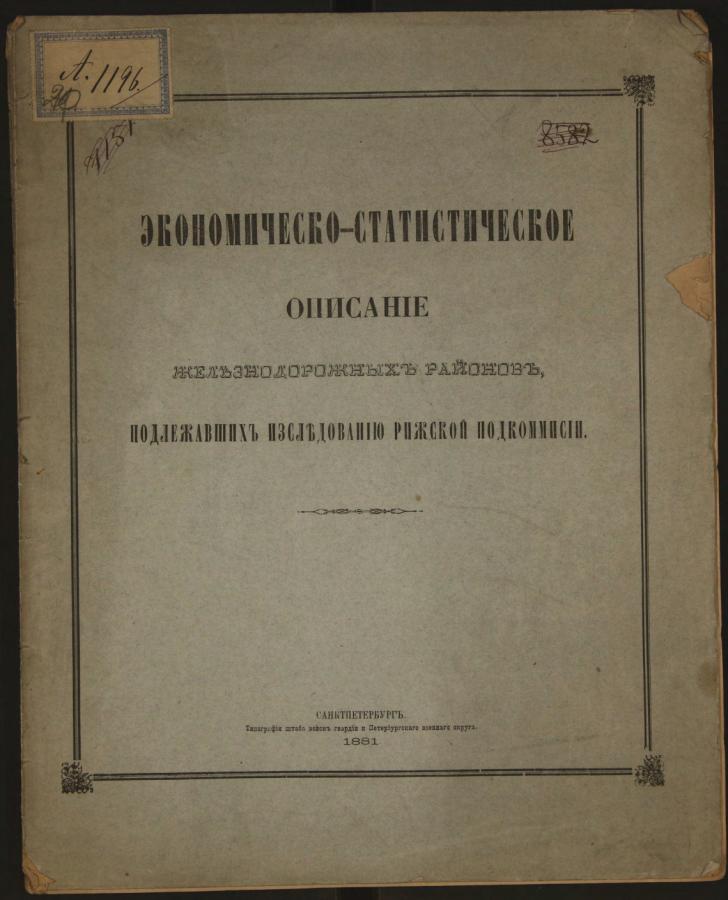 А. 1196.
8582
ЭКОНОМИЧЕСКО-СТАТИСТИЧЕСКОЕ
ОПИСАНІЕ
ЖЕЛѢЗНОДОРОЖНЫХЪ РАЙОНОВЪ,
ПОДЛЕЖАВШИХЪ ИЗСЛѢДОВАНІЮ РИЖСКОЙ ПОДКОММИСІИ.
САНКТПЕТЕРБУРГЪ.
Типографія штаба войскъ гвардіи и Петербургскаго военнаго округа.
1881